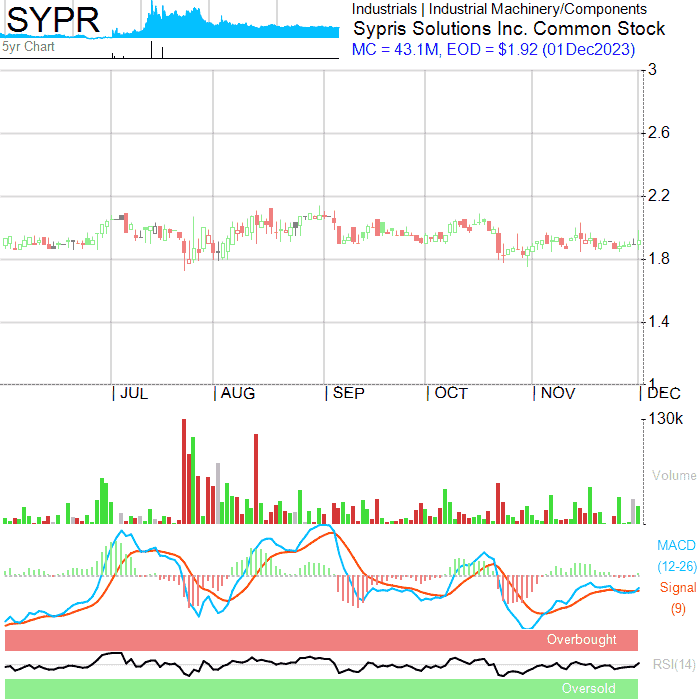 SYPR
5yr Chart
Industrials | Industrial Machinery/Components
Sypris Solutions Inc. Common Stock
MC = 43.1M, EOD = $1.92 (01Dec2023)
3
2.6
2.2
1.8
1.4
1
JUL AUG SEP OCT NOV DEC
130k
Volume
MACD
(12-26)
Signal
(9)
Overbought
RSI(14)
Oversold